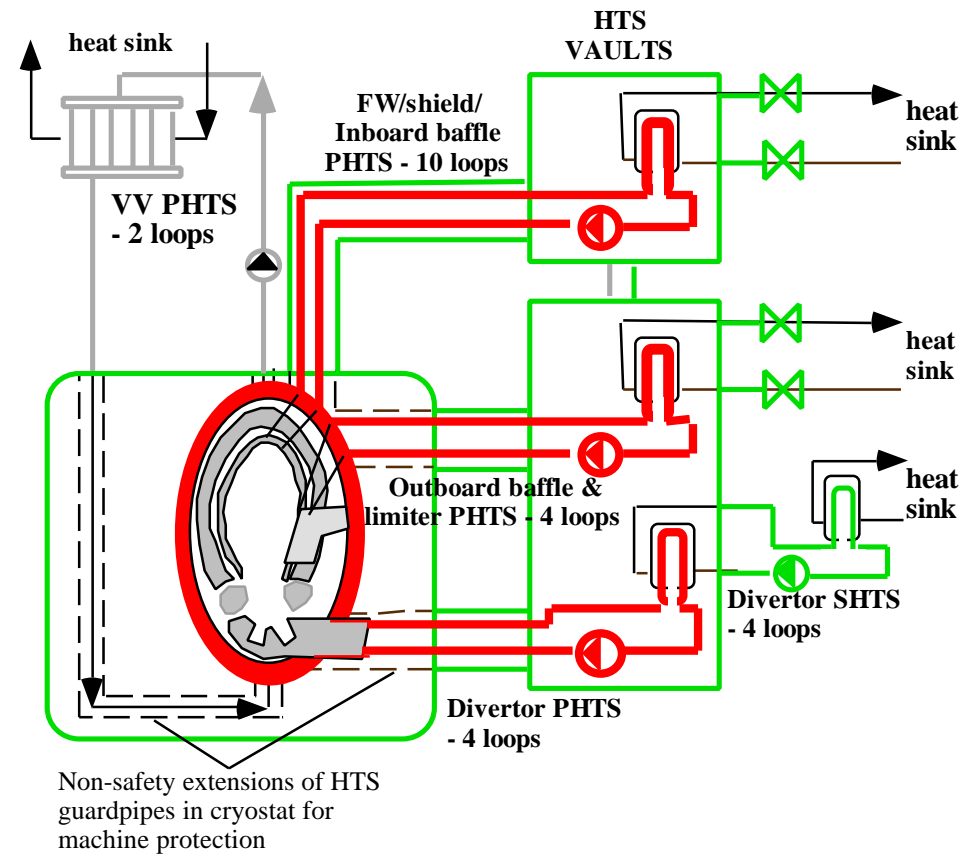 heat sink
HTS
VAULTS
FW/shield/
Inboard baffle
PHTS - 10 loops
heat
sink
VV PHTS
- 2 loops
heat
sink
Outboard baffle &
limiter PHTS - 4 loops
heat
sink
Divertor SHTS
- 4 loops
Divertor PHTS
- 4 loops
Non-safety extensions of HTS
guardpipes in cryostat for
machine protection